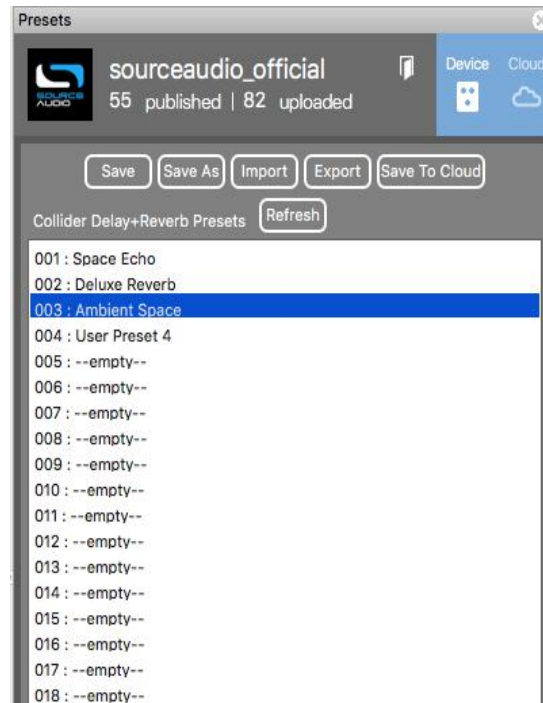 Presets
SOURCE
AUDIO
sourceaudio_official
55 published | 82 uploaded
Device Cloud
Save Save As Import Export Save To Cloud
Collider Delay+Reverb Presets Refresh
001 : Space Echo
002 : Deluxe Reverb
003 : Ambient Space
004 : User Preset 4
005 : --empty--
006 : --empty--
007 : --empty--
008 : --empty--
009 : --empty--
010 : --empty--
011 : --empty--
012 : --empty--
013 : --empty--
014 : --empty--
015 : --empty--
016 : --empty--
017 : --empty--
018 : --empty--